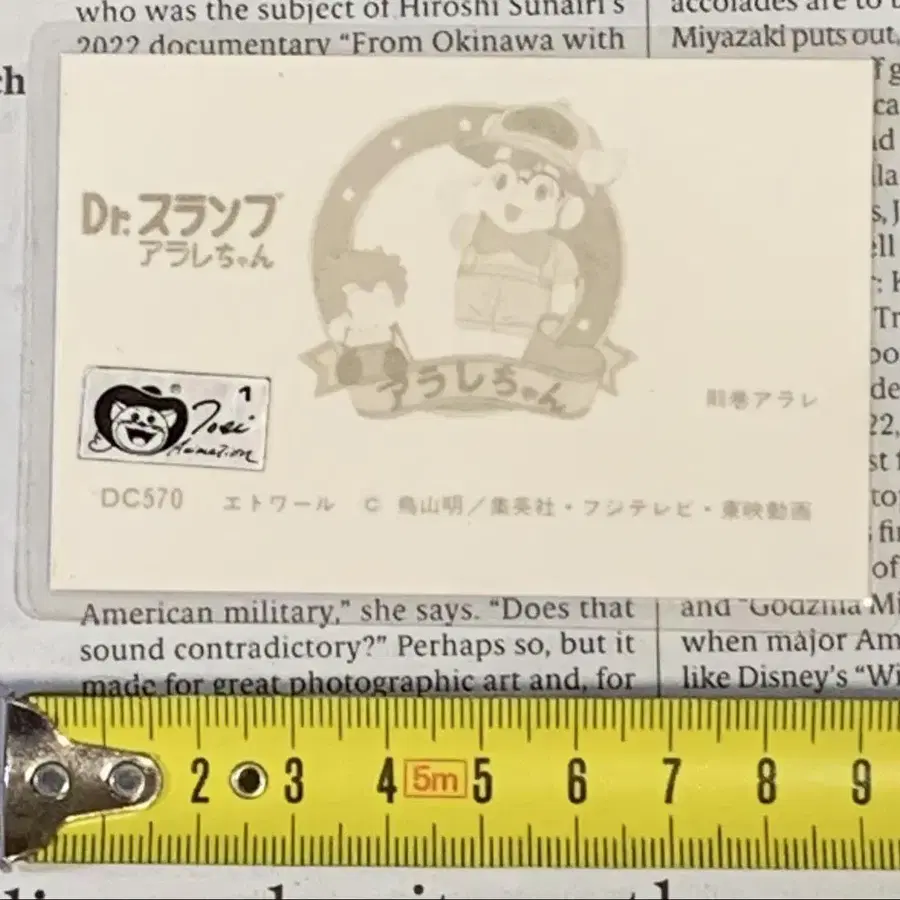 who was the subject of Hiroshi Sunairi's
2022 documentary “From Okinawa with
Miyazaki puts out,
Dr.スランプ
アラレちゃん
アラレちゃん
則巻アラレ
1
Toei
Animation
DC570 エトワール © 鳥山明/集英社・フジテレビ・東映動画
American military,” she says. “Does that
sound contradictory?” Perhaps so, but it
made for great photographic art and, for
and “Godzilla Mi
when major Am
like Disney's “Wi
2 3 4 5m 5 6 7 8 9